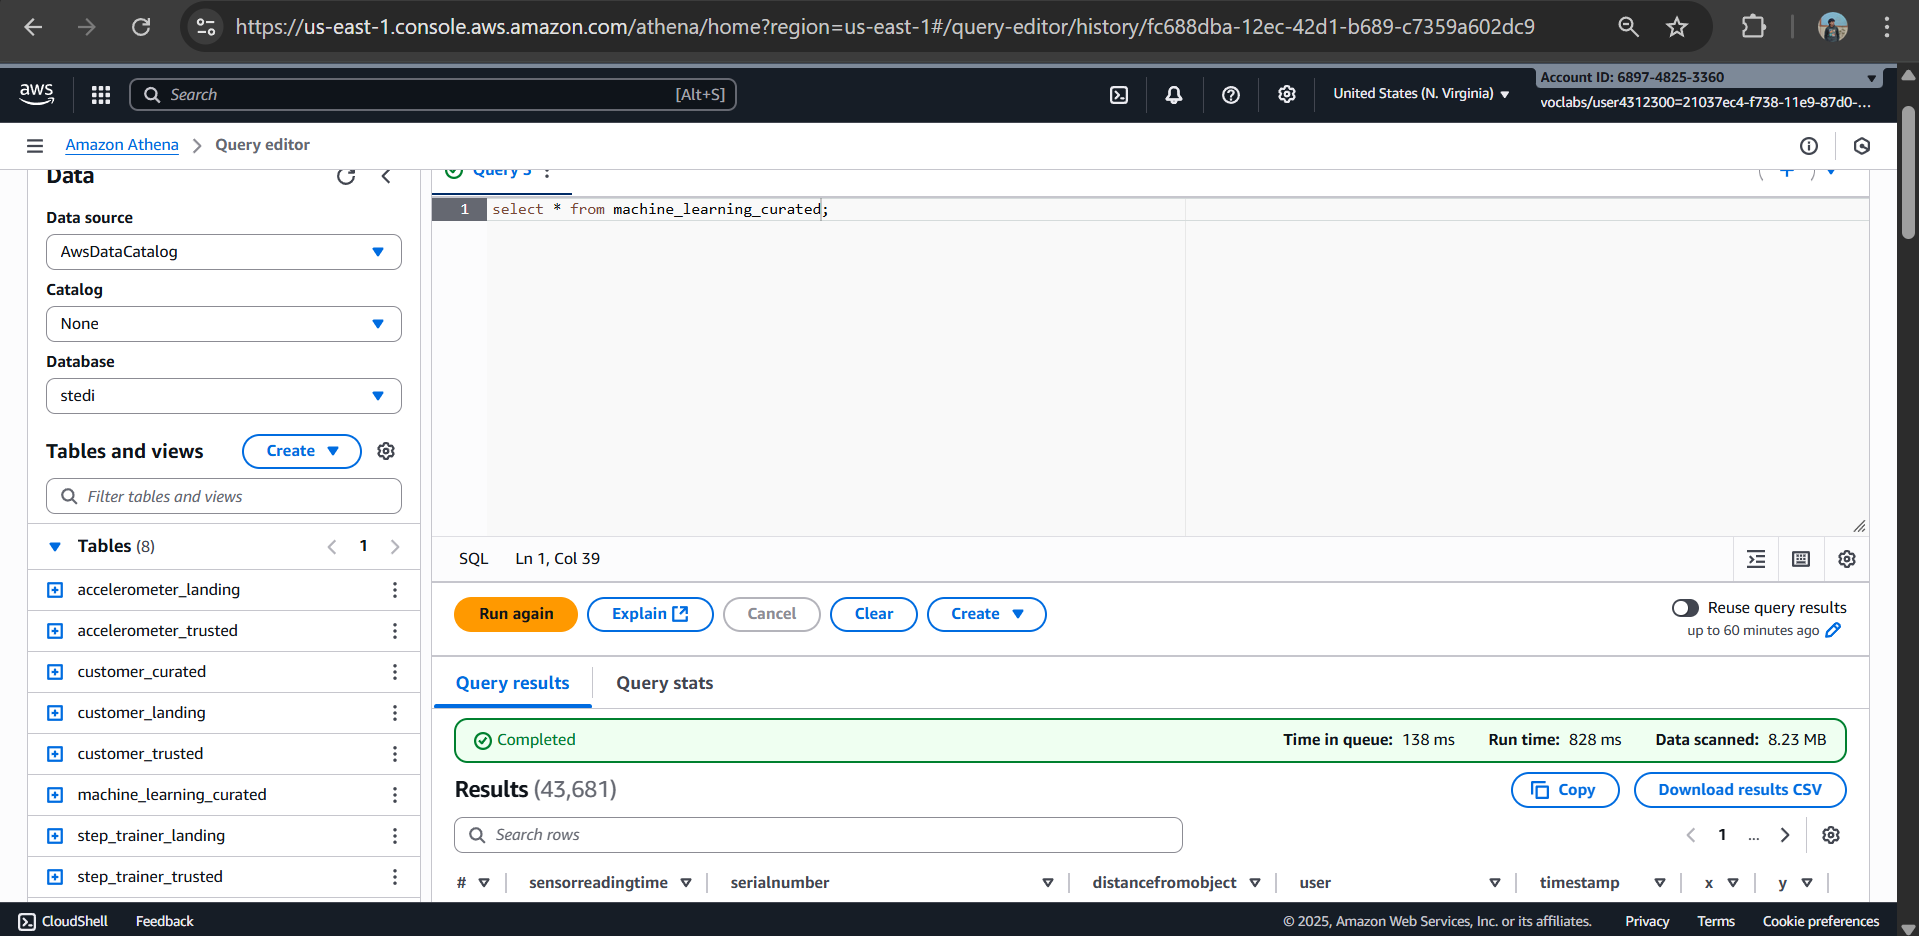 https://us-east-1.console.aws.amazon.com/athena/home?region=us-east-1#/query-editor/history/fc688dba-12ec-42d1-b689-c7359a602dc9
aws
Search [Alt+S]
United States (N. Virginia)
Account ID: 6897-4825-3360
voclabs/user4312300=21037ec4-f738-11e9-87d0-...
Amazon Athena > Query editor
Data
Data source
AwsDataCatalog
Catalog
None
Database
stedi
Tables and views
Create
Filter tables and views
Tables (8)
1
accelerometer_landing
accelerometer_trusted
customer_curated
customer_landing
customer_trusted
machine_learning_curated
step_trainer_landing
step_trainer_trusted
1 select * from machine_learning_curated;
SQL Ln 1, Col 39
Run again Explain Cancel Clear Create
Reuse query results
up to 60 minutes ago
Query results Query stats
Completed Time in queue: 138 ms Run time: 828 ms Data scanned: 8.23 MB
Results (43,681) Copy Download results CSV
Search rows 1 ...
# sensorreadingtime serialnumber distancefromobject user timestamp x y
CloudShell Feedback © 2025, Amazon Web Services, Inc. or its affiliates. Privacy Terms Cookie preferences